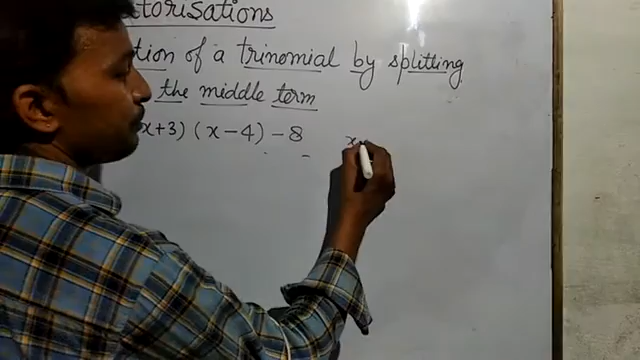 torisations
tion of a trinomial by splitting
the middle term
x+3) (x-4) -8
x